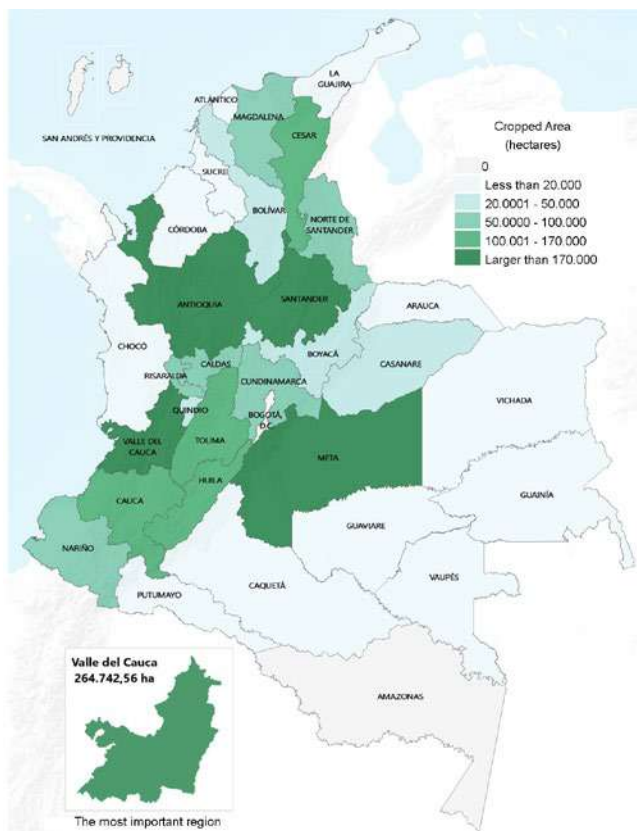 LA
GUAJIRA
ATLÁNTICO
MAGDALENA
SAN ANDRÉS Y PROVIDENCIA
CESAR
Cropped Area
(hectares)
0
Less than 20.000
20.0001 - 50.000
50.0000 - 100.000
100.001 - 170.000
Larger than 170.000
SUCRE
BOLÍVAR
NORTE DE
SANTANDER
CÓRDOBA
ANTIOQUIA
SANTANDER
ARAUCA
CHOCÓ
BOYACÁ
CASANARE
RISARALDA
CALDAS
CUNDINAMARCA
VICHADA
QUINDIO
BOGOTÁ,
D.C.
VALLE DEL
CAUCA
TOLIMA
META
HUILA
GUAINÍA
CAUCA
GUAVIARE
NARIÑO
VAUPÉS
CAQUETÁ
PUTUMAYO
Valle del Cauca
264.742,56 ha
AMAZONAS
The most important region